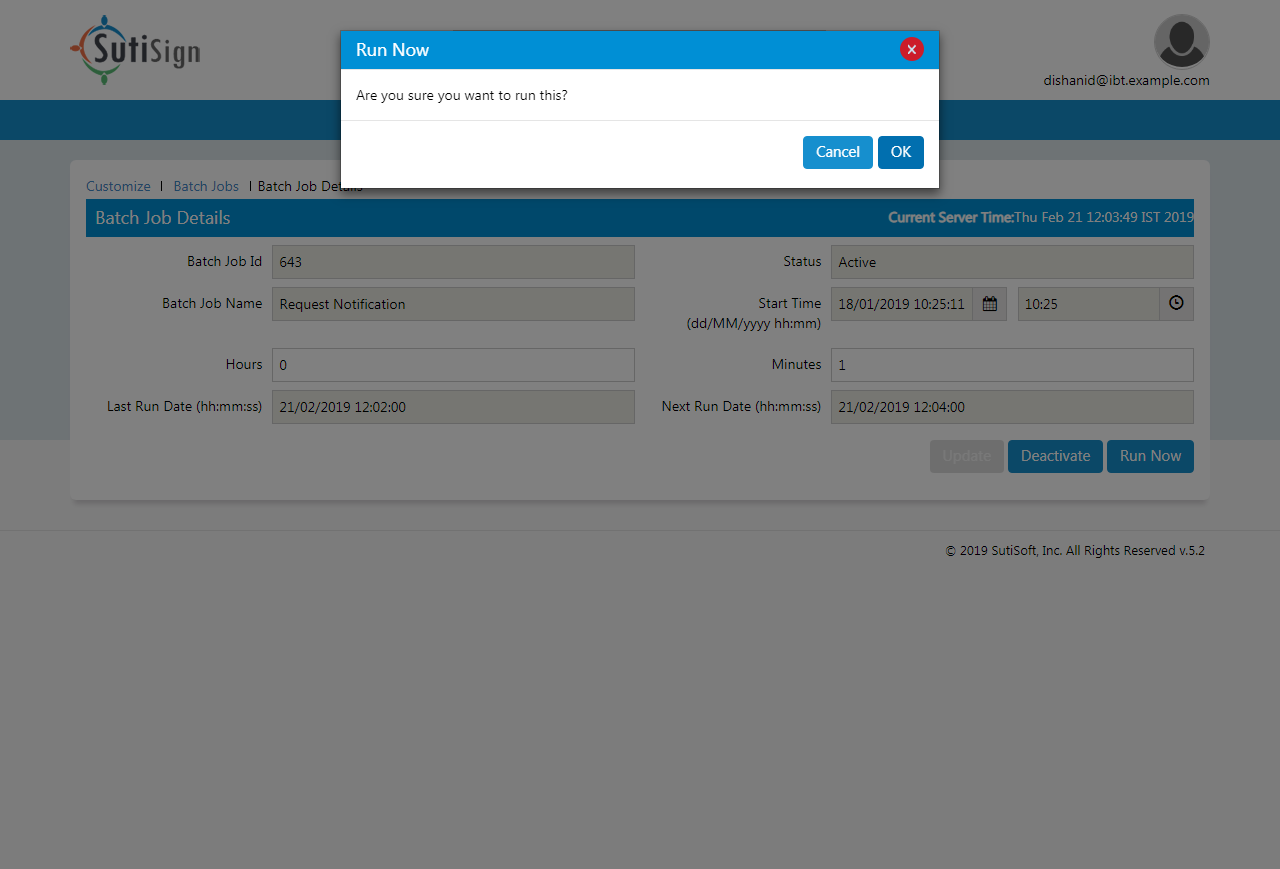 SutiSign
Run Now
dishanid@ibt.example.com
Are you sure you want to run this?
Cancel OK
Customize | Batch Jobs | Batch Job Details
Batch Job Details Current Server Time:Thu Feb 21 12:03:49 IST 2019
Batch Job Id 643 Status Active
Batch Job Name Request Notification Start Time 18/01/2019 10:25:11 10:25
(dd/MM/yyyy hh:mm)
Hours 0 Minutes 1
Last Run Date (hh:mm:ss) 21/02/2019 12:02:00 Next Run Date (hh:mm:ss) 21/02/2019 12:04:00
Update Deactivate Run Now
© 2019 SutiSoft, Inc. All Rights Reserved v.5.2